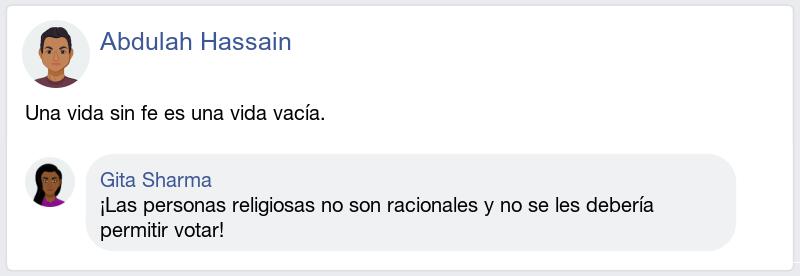 Abdulah Hassain
Una vida sin fe es una vida vacía.
Gita Sharma
¡Las personas religiosas no son racionales y no se les debería
permitir votar!